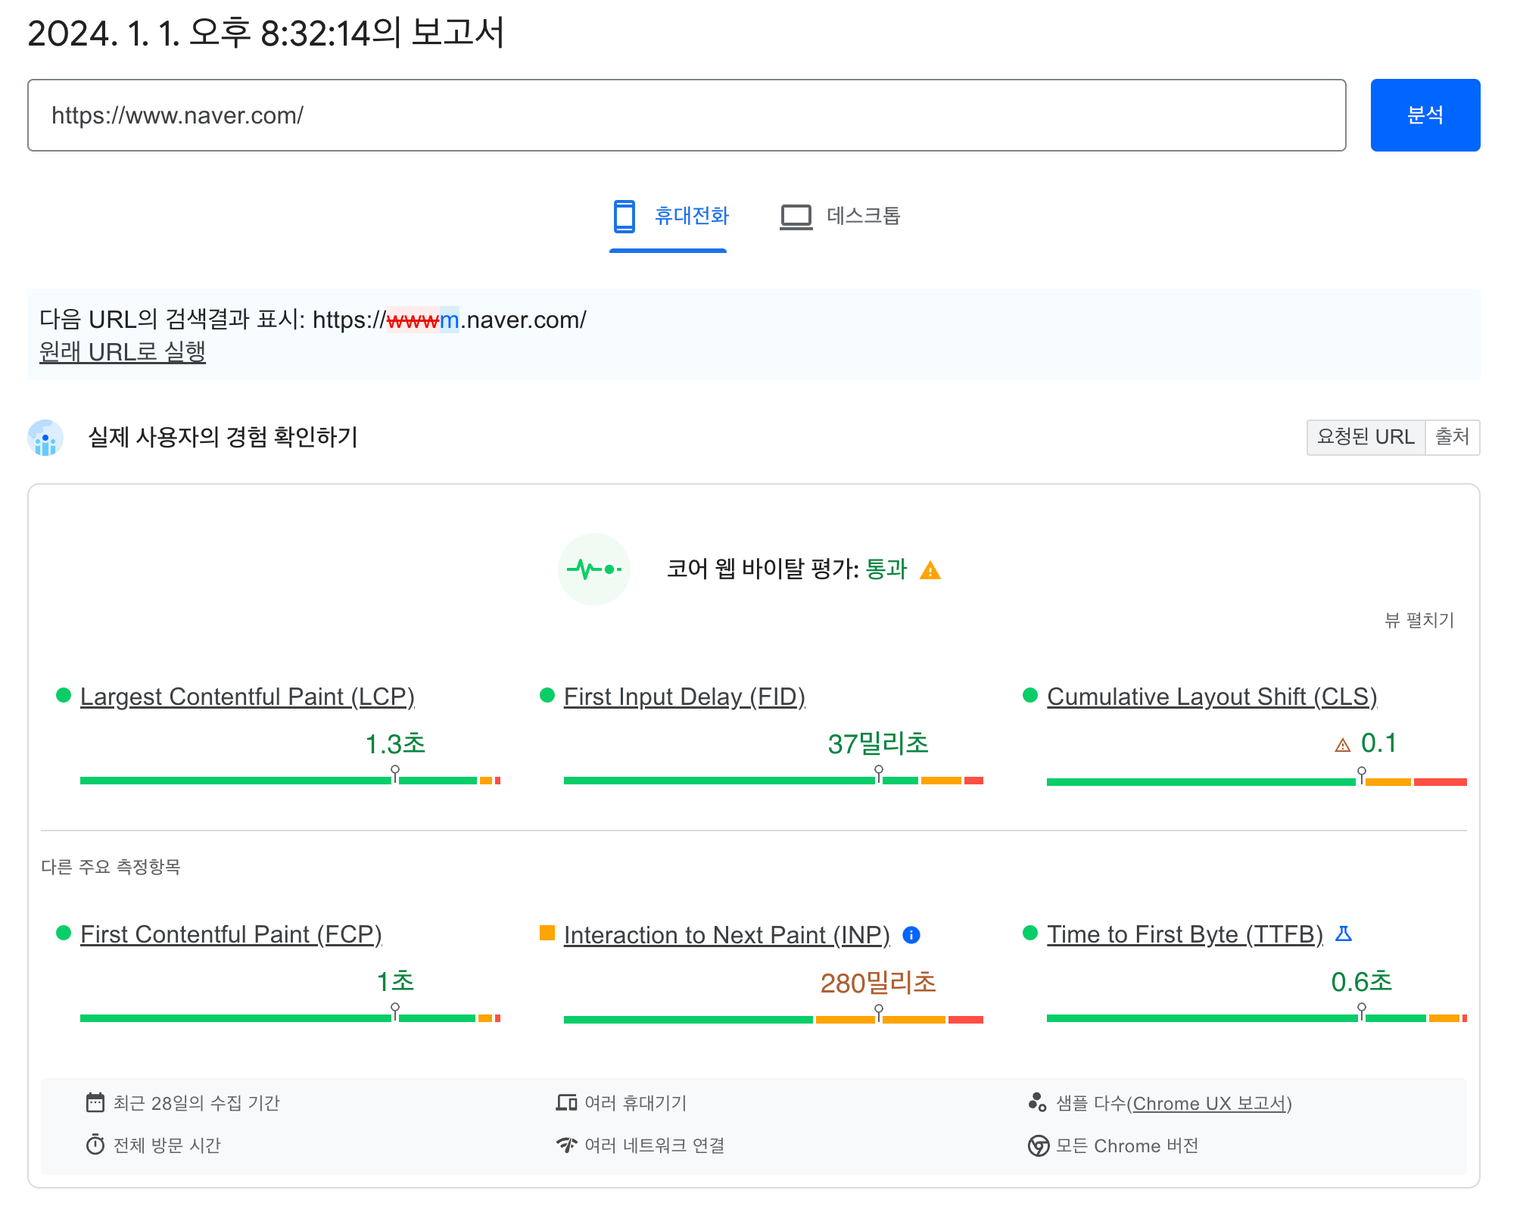 2024. 1. 1. 오후 8:32:14의 보고서
https://www.naver.com/
분석
휴대전화
데스크톱
다음 URL의 검색결과 표시: https://wwwm.naver.com/
원래 URL로 실행
실제 사용자의 경험 확인하기
요청된 URL
출처
코어 웹 바이탈 평가: 통과
뷰 펼치기
Largest Contentful Paint (LCP)
1.3초
First Input Delay (FID)
37밀리초
Cumulative Layout Shift (CLS)
0.1
다른 주요 측정항목
First Contentful Paint (FCP)
1초
Interaction to Next Paint (INP)
280밀리초
Time to First Byte (TTFB)
0.6초
최근 28일의 수집 기간
여러 휴대기기
샘플 다수(Chrome UX 보고서)
전체 방문 시간
여러 네트워크 연결
모든 Chrome 버전